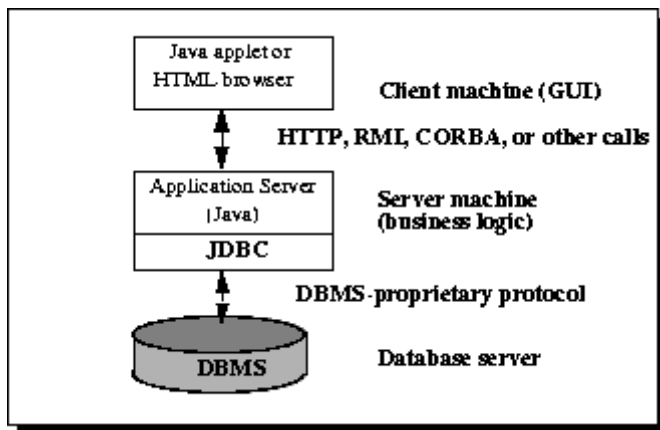 Java applet or
HTML browser
Client machine (GUI)
HTTP, RMI, CORBA, or other calls
Application Server
(Java)
JDBC
Server machine
(business logic)
DBMS-proprietary protocol
DBMS
Database server